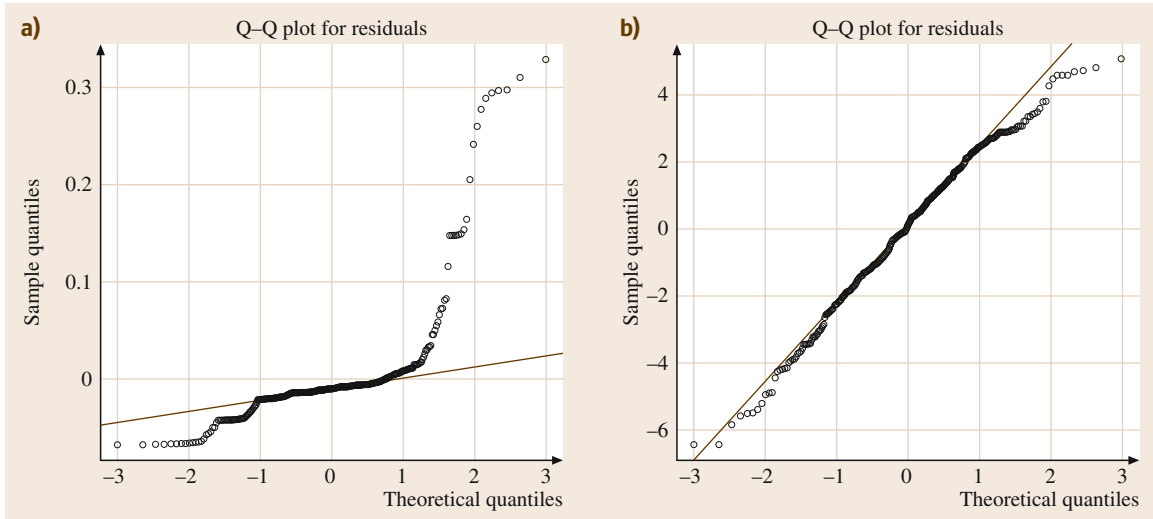 a)
Q–Q plot for residuals
Sample quantiles
0.3
0.2
0.1
0
–3 –2 –1 0 1 2 3
Theoretical quantiles
b)
Q–Q plot for residuals
Sample quantiles
4
2
0
–2
–4
–6
–3 –2 –1 0 1 2 3
Theoretical quantiles